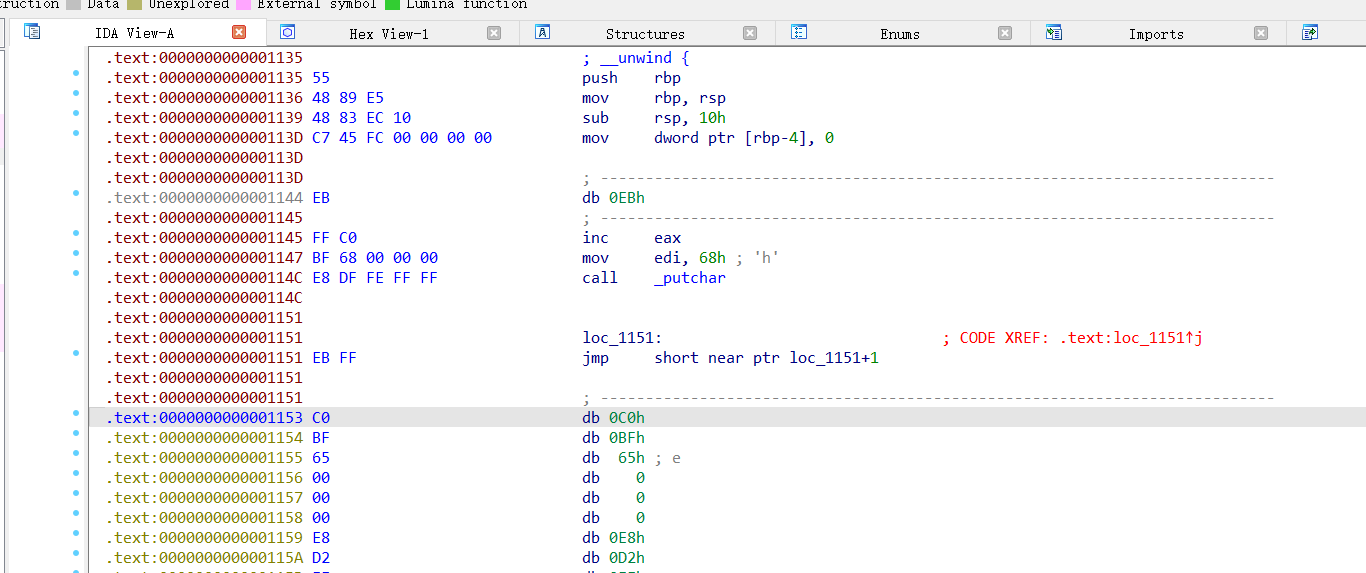 ruction Data Unexplored External symbol Lumina function
IDA View-A Hex View-1 Structures Enums Imports
.text:0000000000001135 ; __unwind {
.text:0000000000001135 55 push rbp
.text:0000000000001136 48 89 E5 mov rbp, rsp
.text:0000000000001139 48 83 EC 10 sub rsp, 10h
.text:000000000000113D C7 45 FC 00 00 00 00 mov dword ptr [rbp-4], 0
.text:000000000000113D
.text:000000000000113D ; ---------------------------------------------------------------------------
.text:0000000000001144 EB db 0EBh
.text:0000000000001145 ; ---------------------------------------------------------------------------
.text:0000000000001145 FF C0 inc eax
.text:0000000000001147 BF 68 00 00 00 mov edi, 68h ; 'h'
.text:000000000000114C E8 DF FE FF FF call _putchar
.text:000000000000114C
.text:0000000000001151
.text:0000000000001151 loc_1151: ; CODE XREF: .text:loc_1151↑j
.text:0000000000001151 EB FF jmp short near ptr loc_1151+1
.text:0000000000001151
.text:0000000000001151 ; ---------------------------------------------------------------------------
.text:0000000000001153 C0 db 0C0h
.text:0000000000001154 BF db 0BFh
.text:0000000000001155 65 db 65h ; e
.text:0000000000001156 00 db 0
.text:0000000000001157 00 db 0
.text:0000000000001158 00 db 0
.text:0000000000001159 E8 db 0E8h
.text:000000000000115A D2 db 0D2h